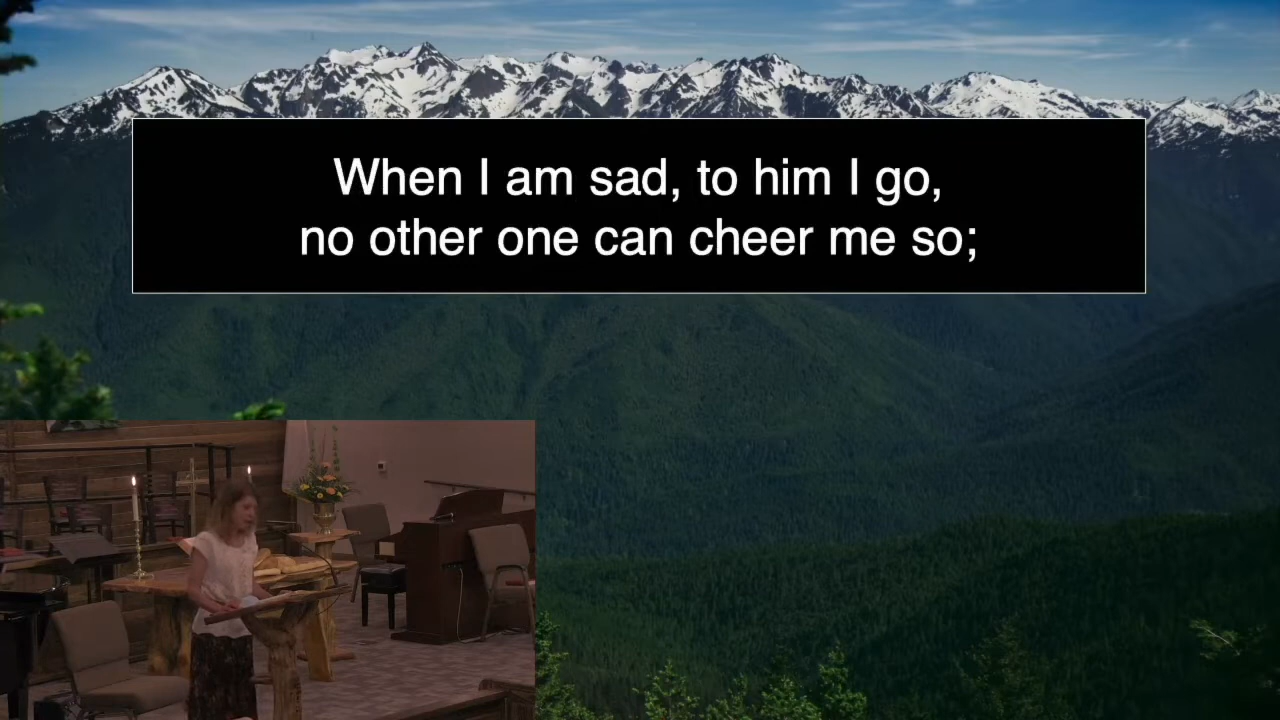 When I am sad, to him I go,
no other one can cheer me so;